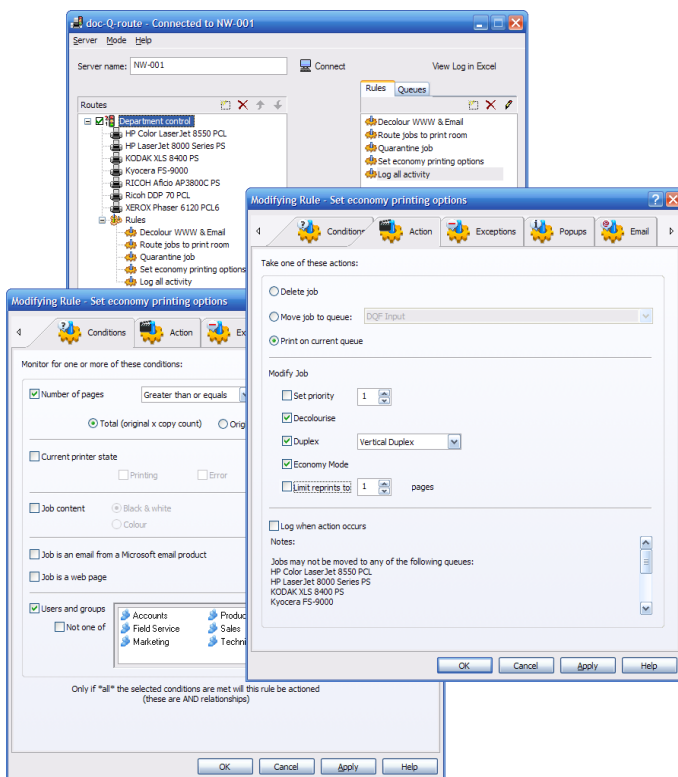 doc-Q-route - Connected to NW-001
Server Mode Help
Server name: NW-001 Connect View Log in Excel
Rules Queues
Routes
Department control
HP Color LaserJet 8550 PCL
HP LaserJet 8000 Series PS
KODAK XLS 8400 PS
Kyocera FS-9000
RICOH Aficio AP3800C PS
Ricoh DDP 70 PCL
XEROX Phaser 6120 PCL6
Rules
Decolour WWW & Email
Route jobs to print room
Quarantine job
Set economy printing options
Log all activity
Decolour WWW & Email
Route jobs to print room
Quarantine job
Set economy printing options
Log all activity
Modifying Rule - Set economy printing options
Conditions Action
Monitor for one or more of these conditions:
Number of pages Greater than or equals
Total (original x copy count)
Current printer state
Printing Error
Job content Black & white
Colour
Job is an email from a Microsoft email product
Job is a web page
Users and groups
Not one of
Accounts
Field Service Sales
Marketing
Only if *all* the selected conditions are met will this rule be actioned
(these are AND relationships)
OK Cancel Apply Help
Modifying Rule - Set economy printing options
Action Exceptions Popups Email
Take one of these actions:
Delete job
Move job to queue: DQF Input
Print on current queue
Modify Job
Set priority 1
Decolourise
Duplex Vertical Duplex
Economy Mode
Limit reprints to 1 pages
Log when action occurs
Notes:
Jobs may not be moved to any of the following queues:
HP Color LaserJet 8550 PCL
HP LaserJet 8000 Series PS
KODAK XLS 8400 PS
Kyocera FS-9000
OK Cancel Apply Help